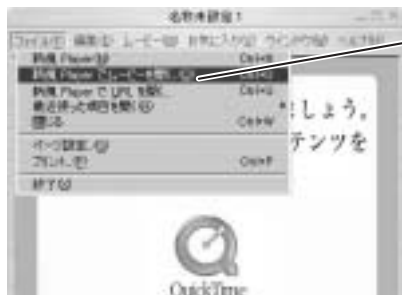 名称未設定 1
ファイル(F) 編集(E) ムービー(M) お気に入り(A) ウインドウ(W) ヘルプ(H)
新規 Player(N) Ctrl+N
新規 Player でムービーを開く...(O) Ctrl+O
新規 Player で URL を開く... Ctrl+U
最近使った項目を開く(R)
閉じる Ctrl+W
ましょう。
テンツを
ページ設定...(G)
プリント...(P) Ctrl+P
終了(X)
QuickTime